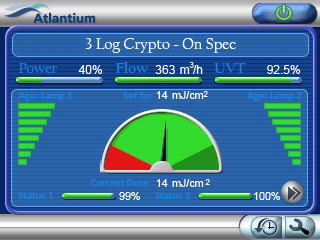 Atlantium
3 Log Crypto - On Spec
Power 40% Flow 363 m³/h UVT 92.5%
Age: Lamp 1 Set for 14 mJ/cm² Age: Lamp 2
Current Dose 14 mJ/cm²
Status 1 99% Status 2 100%